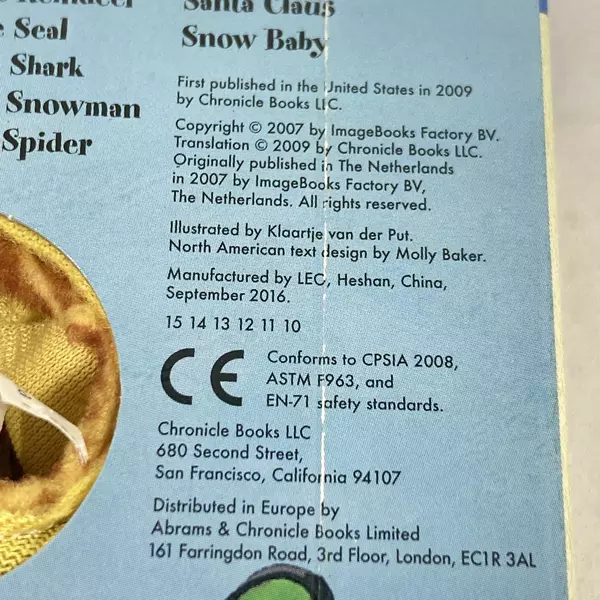 Seal
Shark
Snowman
Spider
Santa Claus
Snow Baby
First published in the United States in 2009
by Chronicle Books LLC.
Copyright © 2007 by ImageBooks Factory BV.
Translation © 2009 by Chronicle Books LLC.
Originally published in The Netherlands
in 2007 by ImageBooks Factory BV,
The Netherlands. All rights reserved.
Illustrated by Klaartje van der Put.
North American text design by Molly Baker.
Manufactured by LEO, Heshan, China,
September 2016.
15 14 13 12 11 10
CE
Conforms to CPSIA 2008,
ASTM F963, and
EN-71 safety standards.
Chronicle Books LLC
680 Second Street,
San Francisco, California 94107
Distributed in Europe by
Abrams & Chronicle Books Limited
161 Farringdon Road, 3rd Floor, London, EC1R 3AL